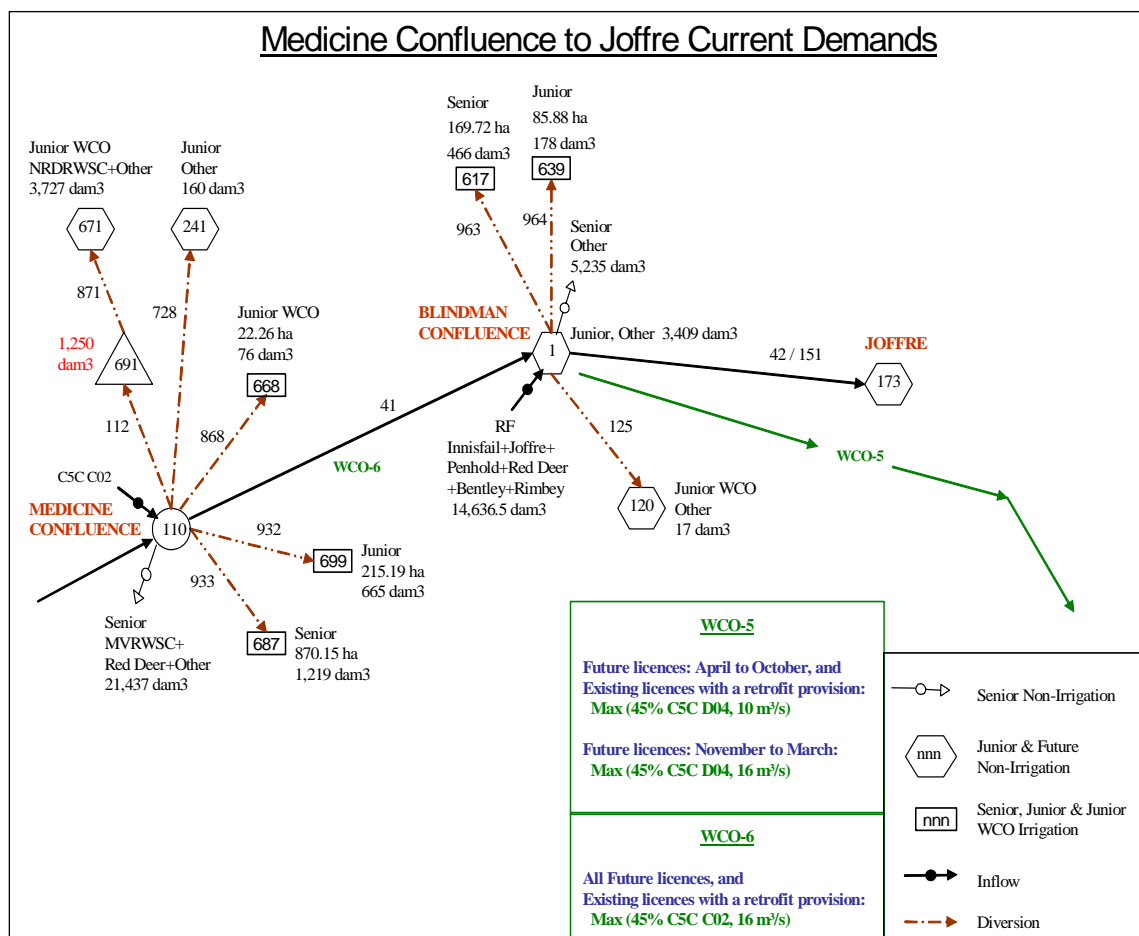 Medicine Confluence to Joffre Current Demands
Junior WCO
NRDRWSC+Other
3,727 dam3
671
871
1,250
dam3
691
112
Junior
Other
160 dam3
241
728
Junior WCO
22.26 ha
76 dam3
668
868
C5C C02
MEDICINE
CONFLUENCE
110
Senior
MVRWSC+
Red Deer+Other
21,437 dam3
932
699
Junior
215.19 ha
665 dam3
933
687
Senior
870.15 ha
1,219 dam3
41
WCO-6
Senior
169.72 ha
466 dam3
617
963
Junior
85.88 ha
178 dam3
639
964
Senior
Other
5,235 dam3
BLINDMAN
CONFLUENCE
1
Junior, Other 3,409 dam3
RF
Innisfail+Joffre+
Penhold+Red Deer
+Bentley+Rimbey
14,636.5 dam3
125
120
Junior WCO
Other
17 dam3
42 / 151
JOFFRE
173
WCO-5
WCO-5
Future licences: April to October, and
Existing licences with a retrofit provision:
Max (45% C5C D04, 10 m³/s)
Future licences: November to March:
Max (45% C5C D04, 16 m³/s)
WCO-6
All Future licences, and
Existing licences with a retrofit provision:
Max (45% C5C C02, 16 m³/s)
Senior Non-Irrigation
nnn
Junior & Future
Non-Irrigation
nnn
Senior, Junior & Junior
WCO Irrigation
Inflow
Diversion